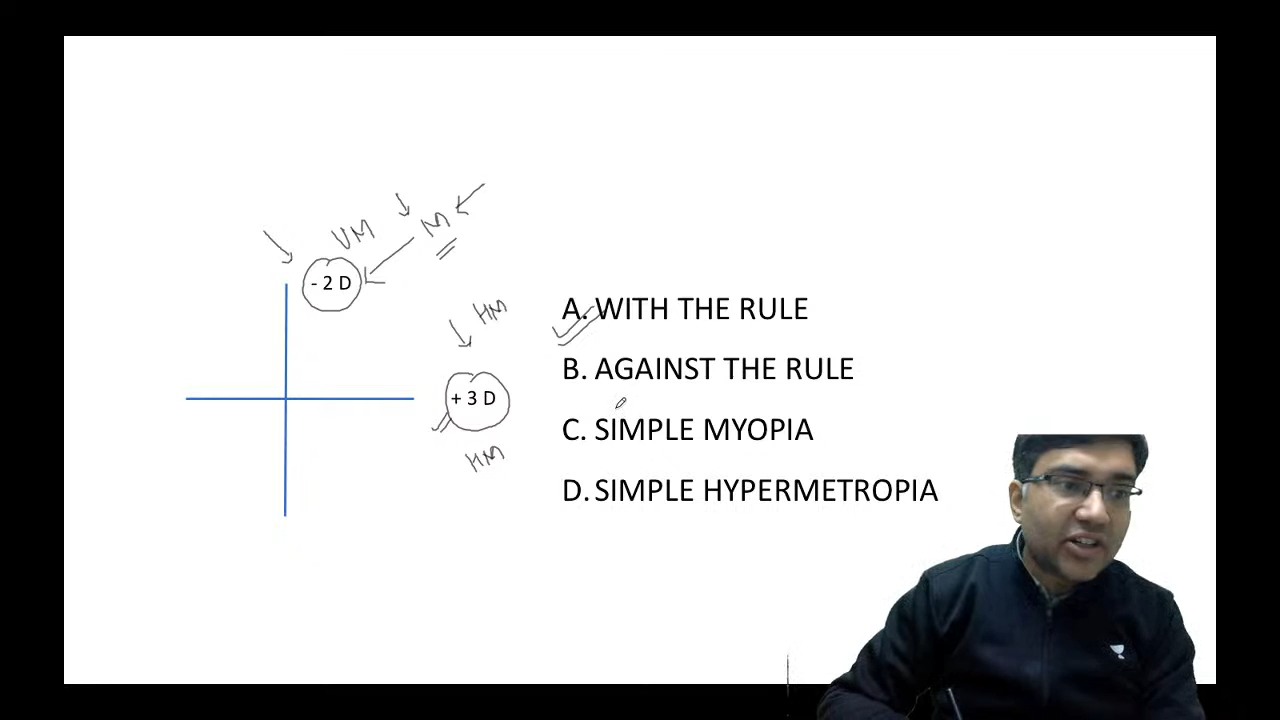 VM
M
- 2 D
HM
+ 3 D
HM
A. WITH THE RULE
B. AGAINST THE RULE
C. SIMPLE MYOPIA
D. SIMPLE HYPERMETROPIA